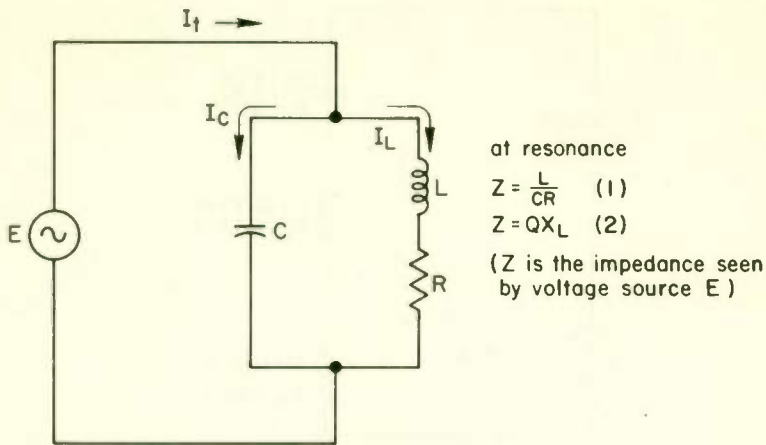 I_t
I_C
I_L
L
E
C
R
at resonance
Z = L/CR (1)
Z = QX_L (2)
(Z is the impedance seen
by voltage source E)